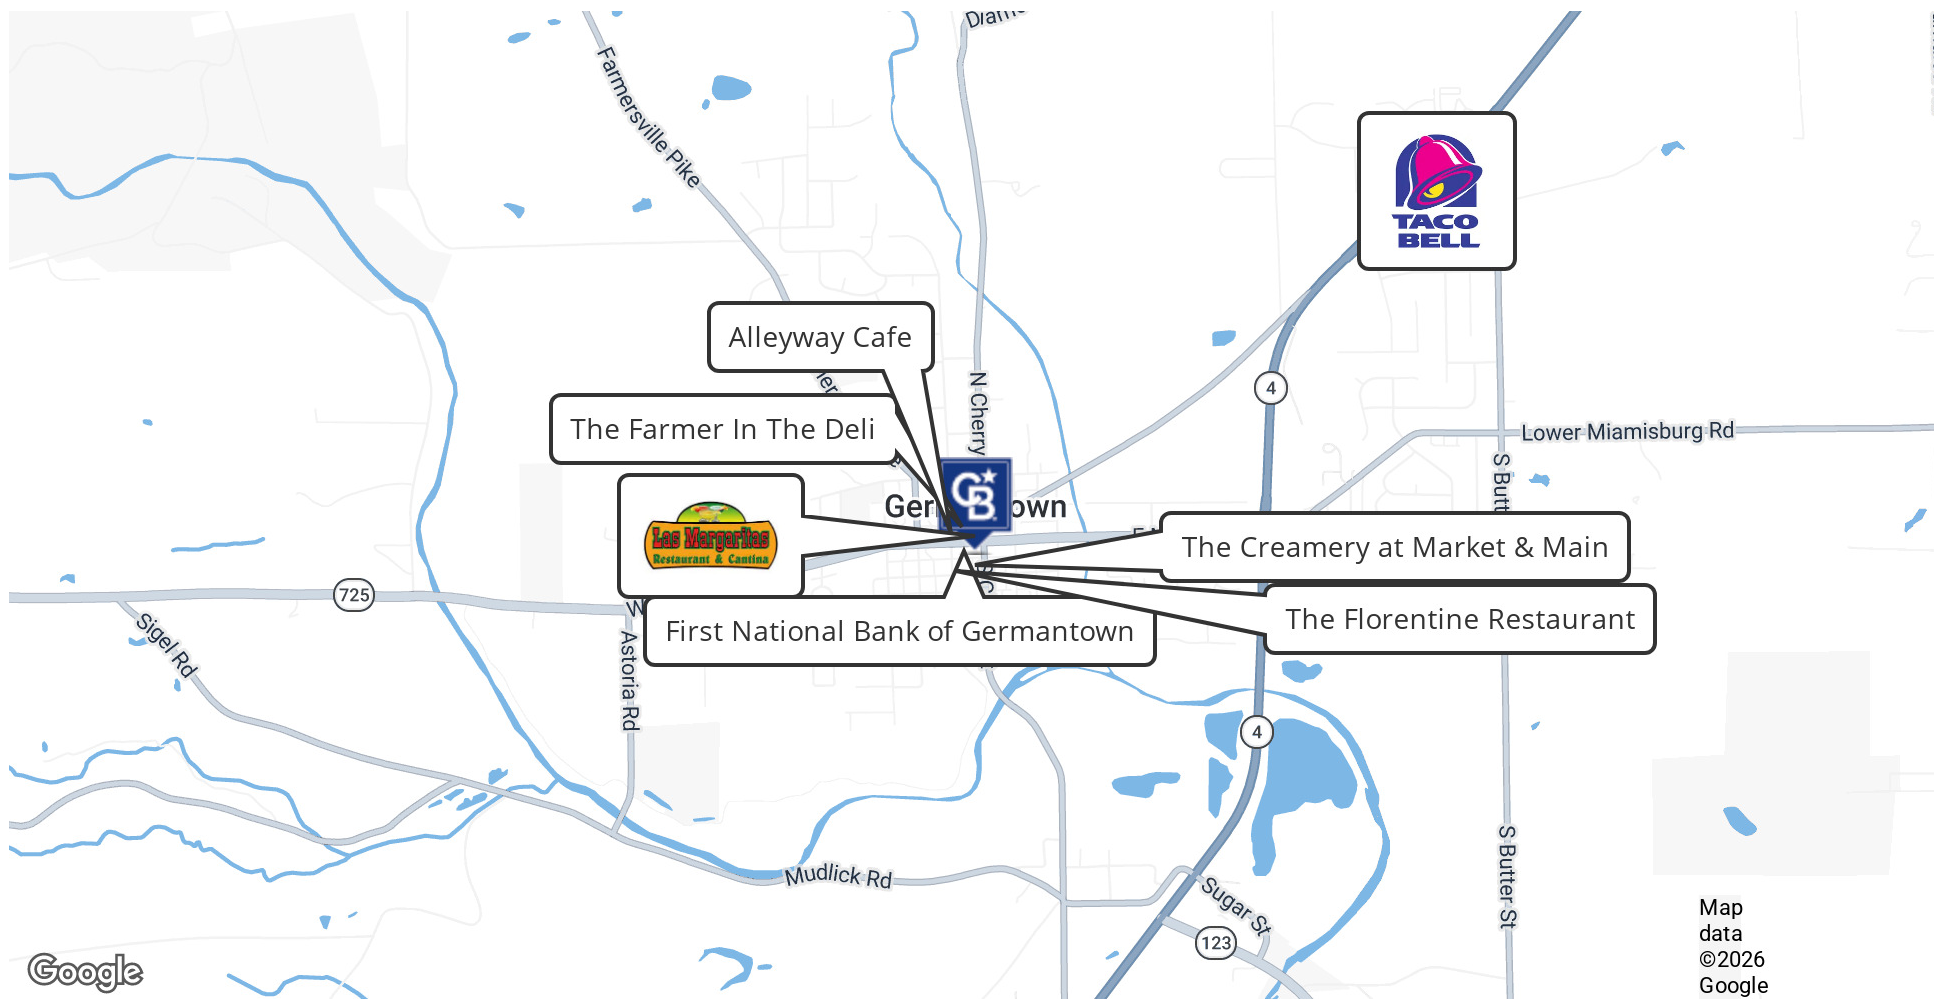 Farmersville Pike
TACO
BELL
Alleyway Cafe
N Cherry
4
The Farmer In The Deli
Lower Miamisburg Rd
S Butt
CB
Las Margaritas
Restaurant & Cantina
The Creamery at Market & Main
725
The Florentine Restaurant
First National Bank of Germantown
Sigel Rd
Astoria Rd
4
Mudlick Rd
S Butter St
Sugar St
123
Map
data
©2026
Google
Google